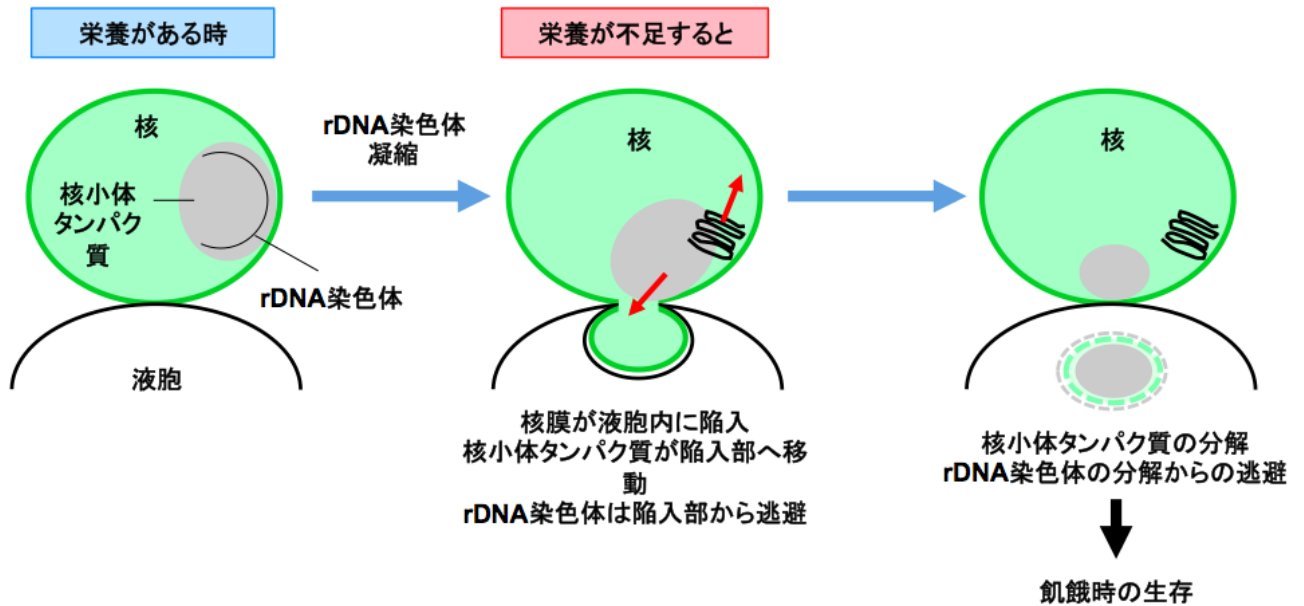 栄養がある時
核
核小体
タンパク
質
rDNA染色体
液胞
rDNA染色体
凝縮
栄養が不足すると
核
核膜が液胞内に陥入
核小体タンパク質が陥入部へ移
動
rDNA染色体は陥入部から逃避
核
核小体タンパク質の分解
rDNA染色体の分解からの逃避
飢餓時の生存